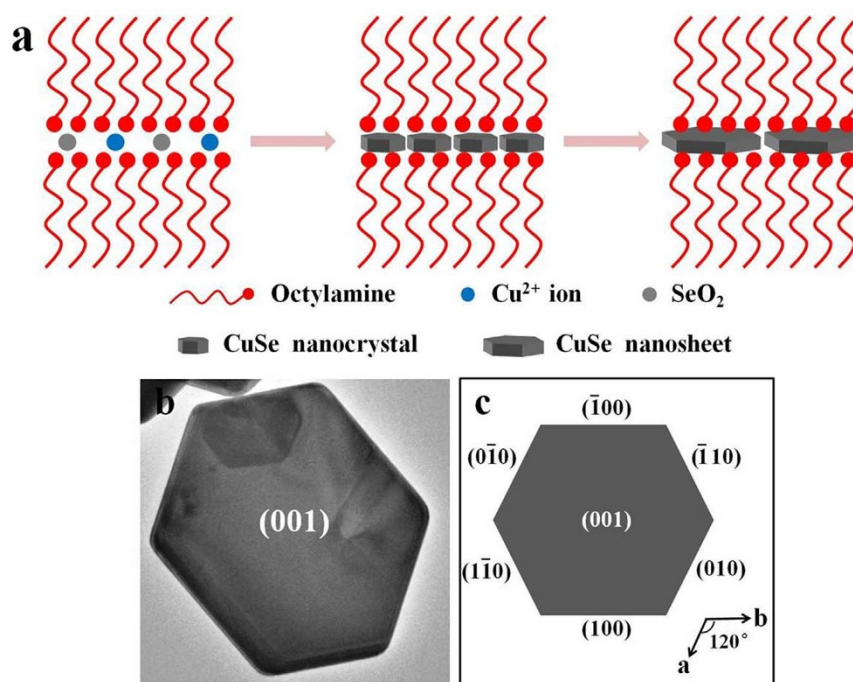 a
Octylamine
Cu²⁺ ion
SeO₂
CuSe nanocrystal
CuSe nanosheet
b
(001)
c
(1̅00)
(01̅0)
(1̅10)
(001)
(11̅0)
(010)
(100)
b
120°
a